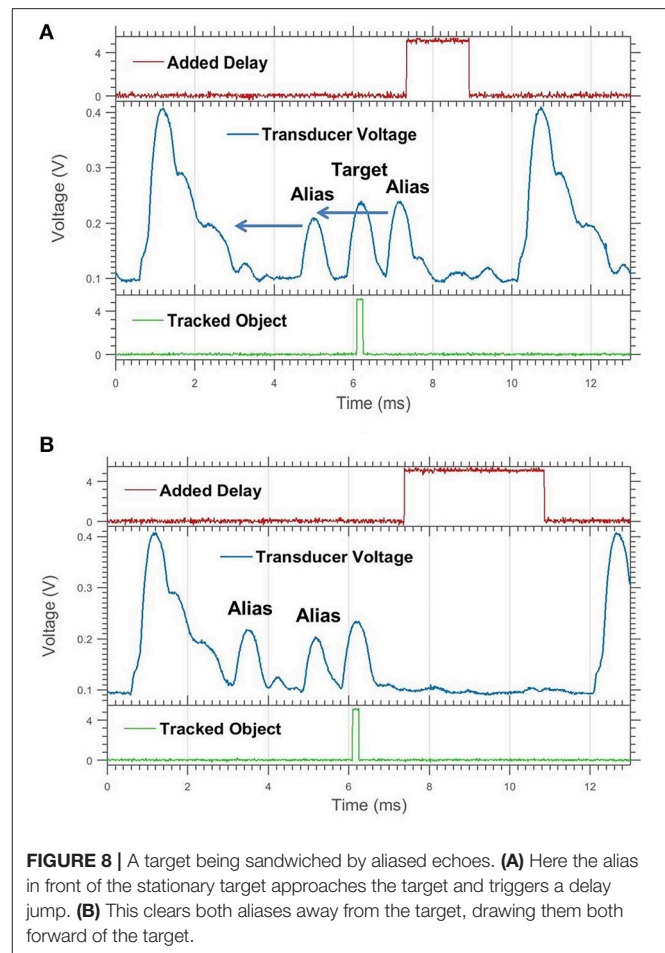 A
4
0
Added Delay
0.4
0.3
0.2
0.1
Voltage (V)
Transducer Voltage
Target
Alias
Alias
4
0
Tracked Object
0 2 4 6 8 10 12
Time (ms)
B
4
0
Added Delay
0.4
0.3
0.2
0.1
Voltage (V)
Transducer Voltage
Alias
Alias
4
0
Tracked Object
0 2 4 6 8 10 12
Time (ms)
FIGURE 8 | A target being sandwiched by aliased echoes. (A) Here the alias
in front of the stationary target approaches the target and triggers a delay
jump. (B) This clears both aliases away from the target, drawing them both
forward of the target.